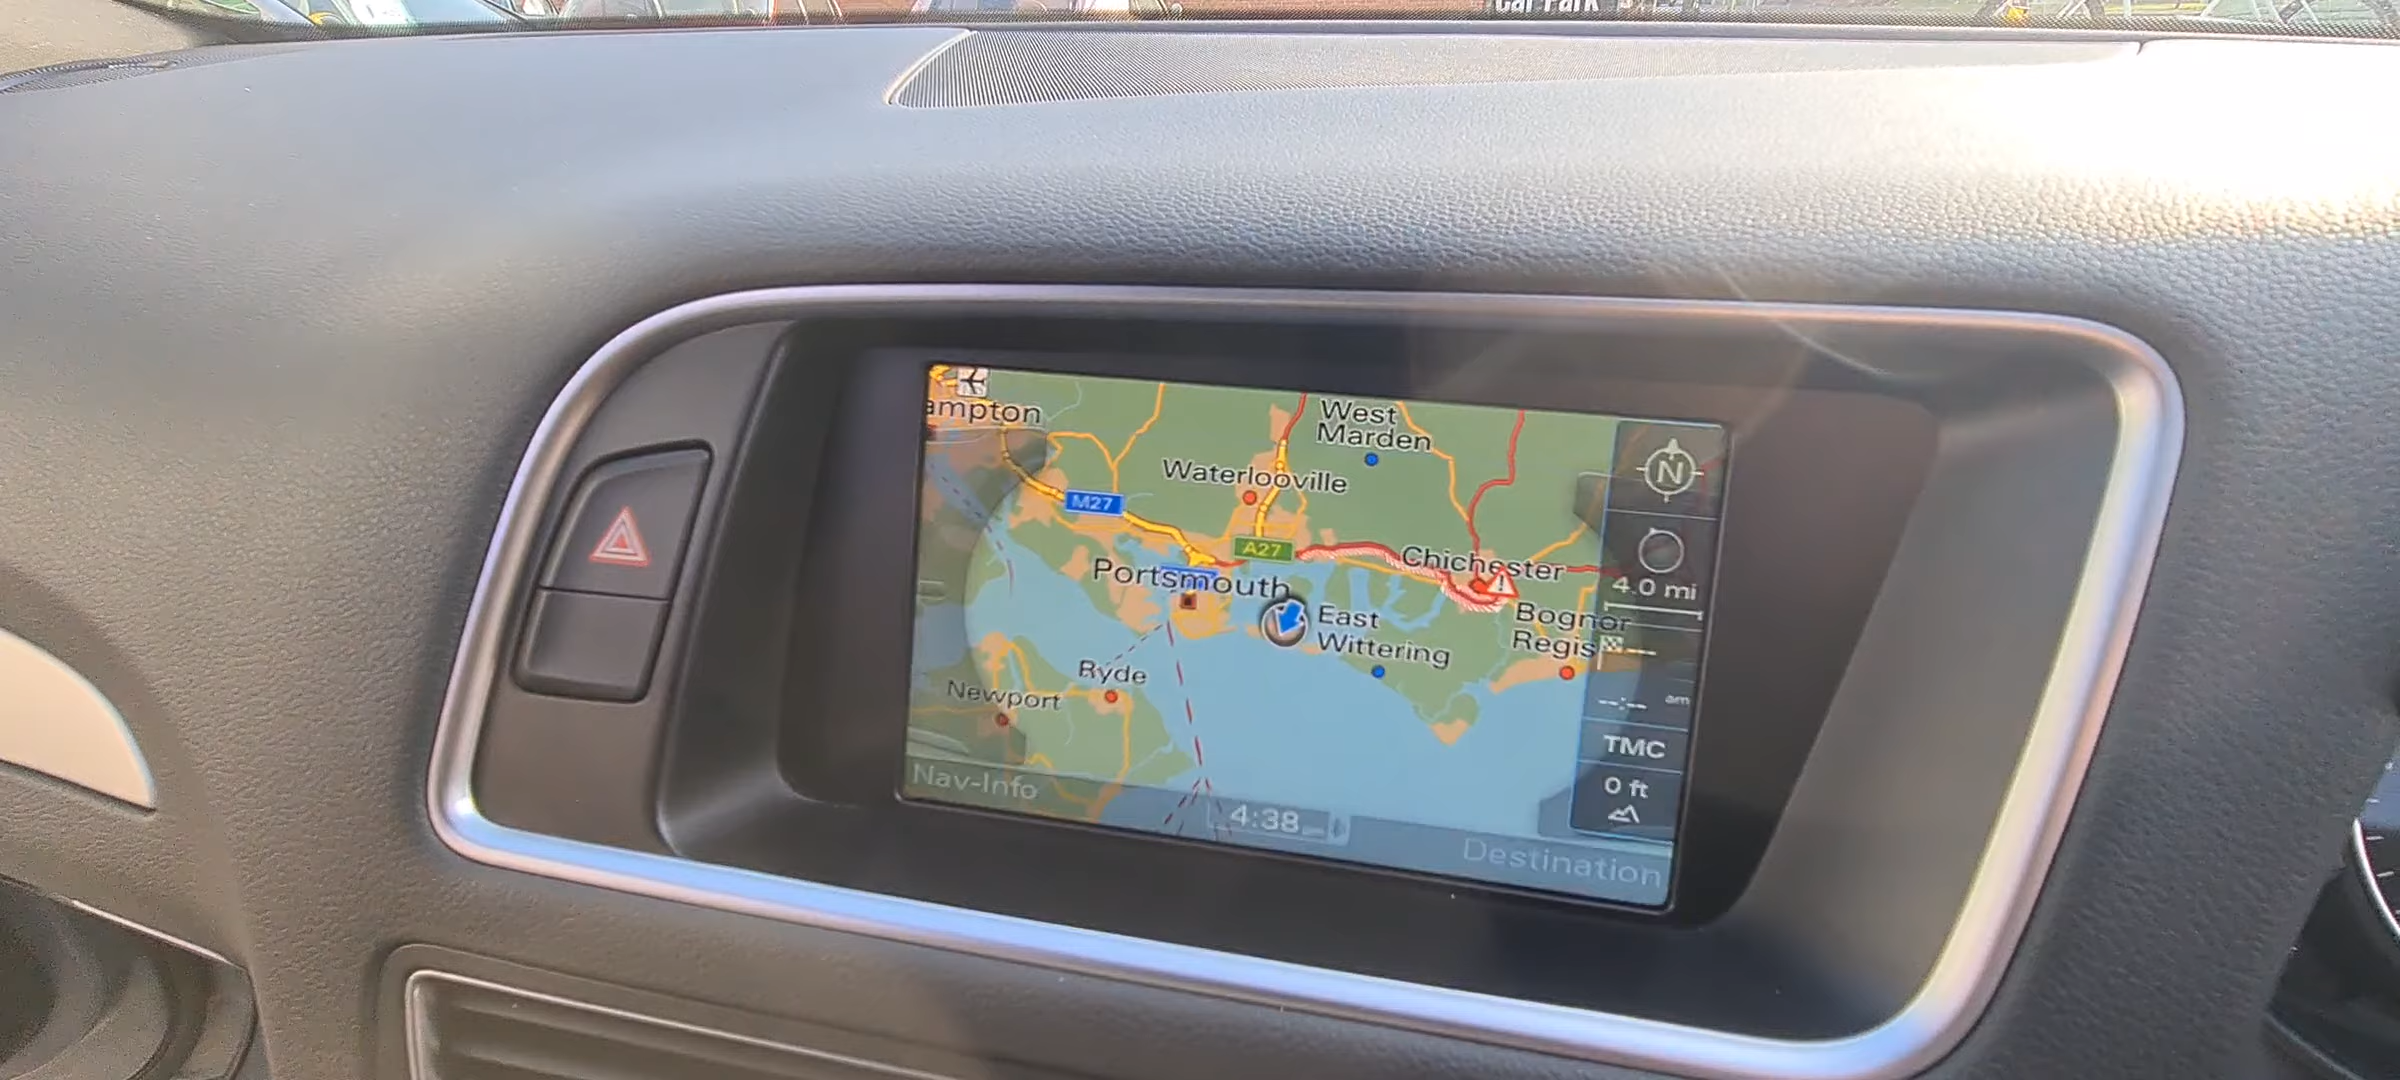 Car Park
ampton
West
Marden
Waterlooville
M27
A27
Chichester
Portsmouth
East
Wittering
Bognor
Regis
Ryde
Newport
N
4.0 mi
--:-- am
TMC
0 ft
Nav-Info
4:38
Destination